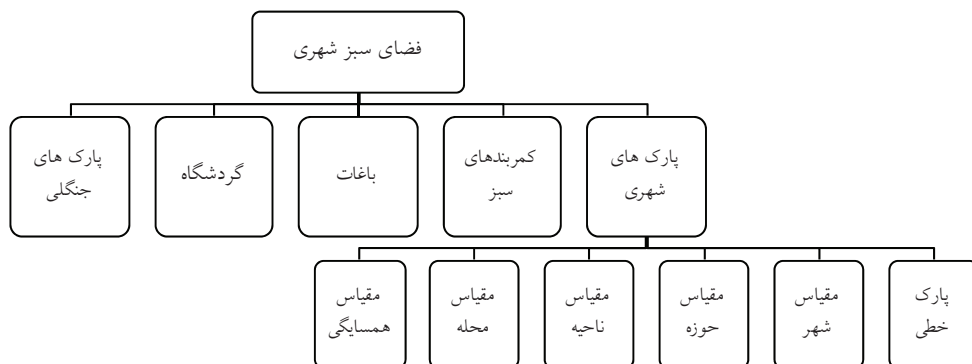 فضای سبز شهری
پارک های
شهری
کمربندهای
سبز
باغات
گردشگاه
پارک های
جنگلی
پارک
خطی
مقیاس
شهر
مقیاس
حوزه
مقیاس
ناحیه
مقیاس
محله
مقیاس
همسایگی